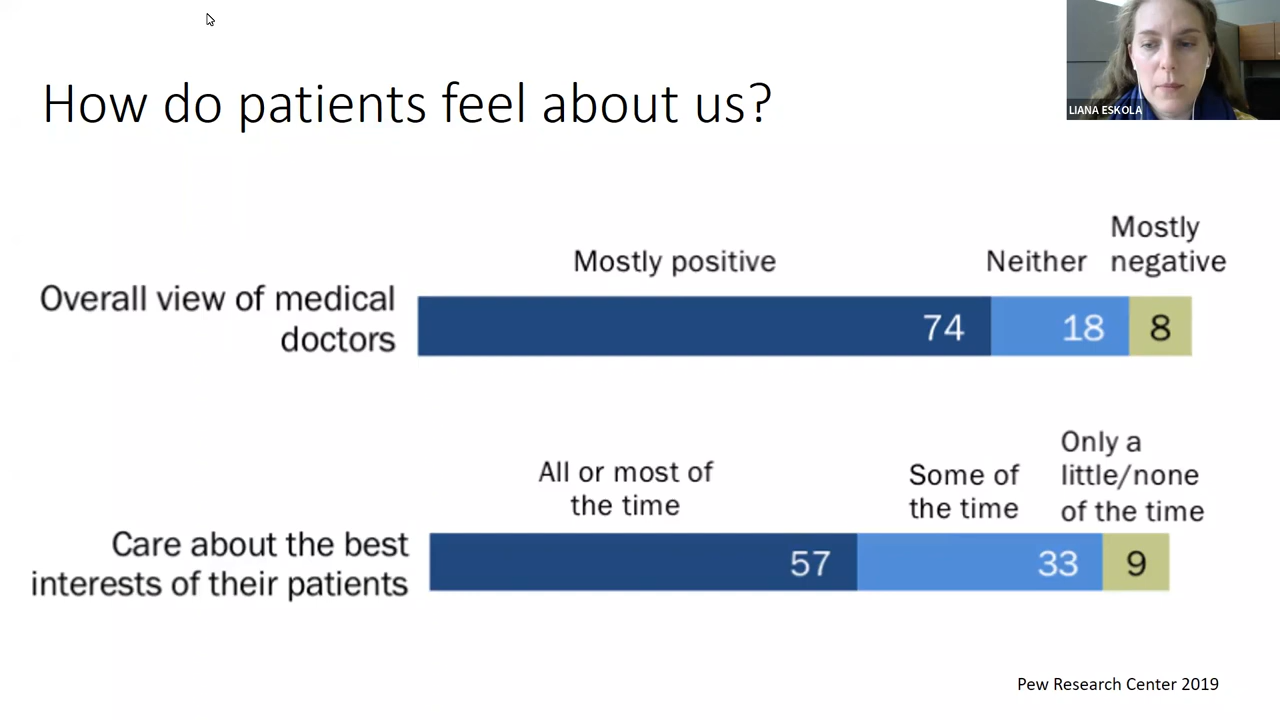 LIANA ESKOLA
How do patients feel about us?
Mostly positive
Neither
Mostly
negative
Overall view of medical
doctors
74
18
8
All or most of
the time
Some of
the time
Only a
little/none
of the time
Care about the best
interests of their patients
57
33
9
Pew Research Center 2019